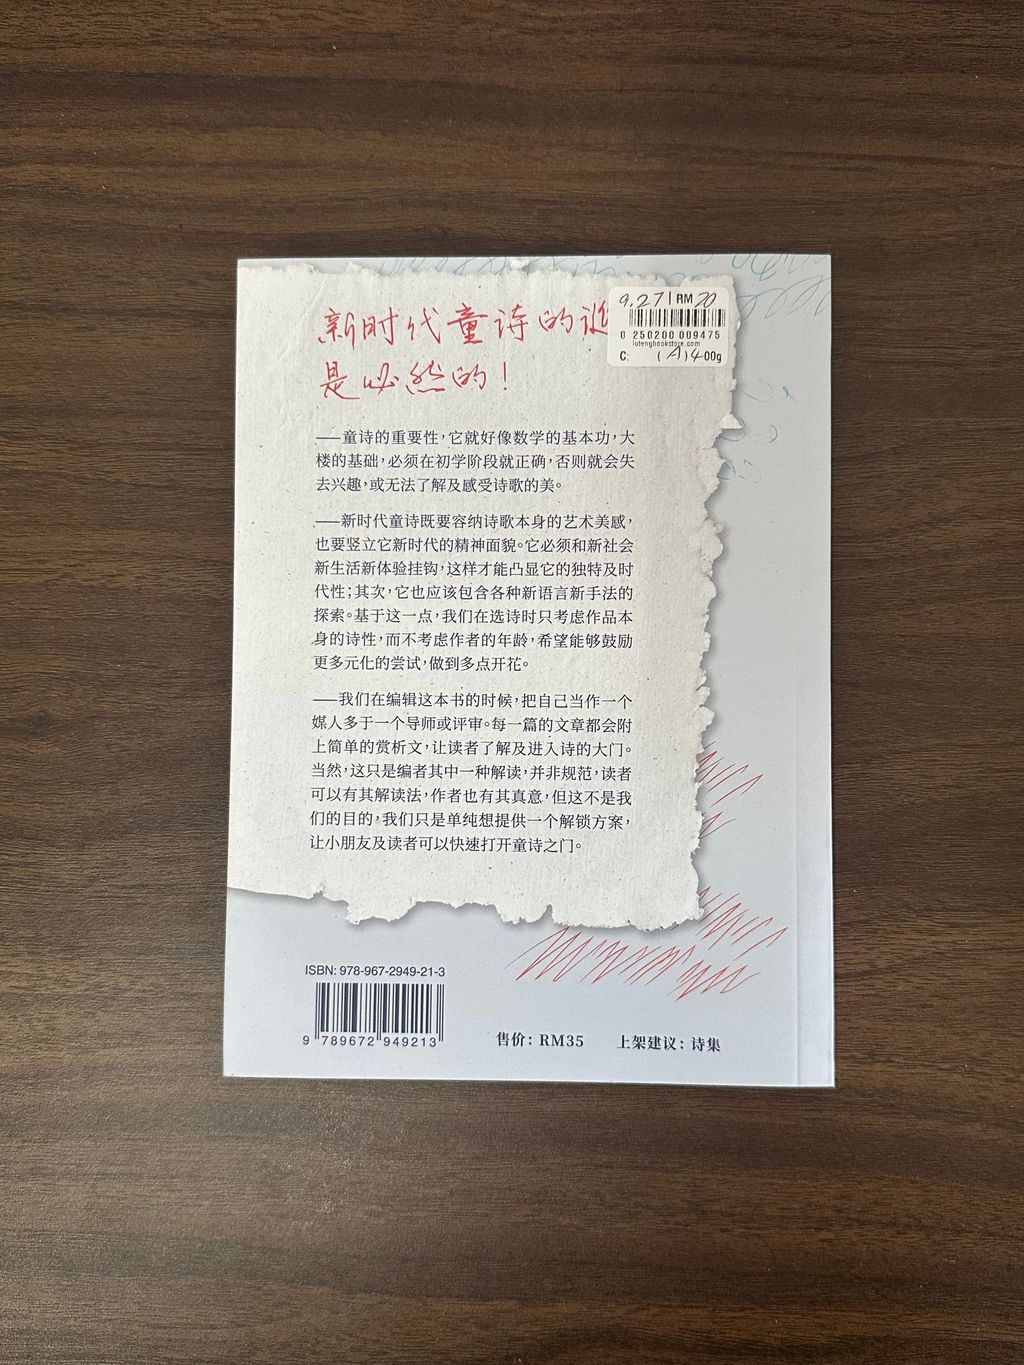 新时代童诗的
是必然的！
9.27 RM 20
0 250200 009475
lotengbookstore.com
C: (A)400g
——童诗的重要性，它就好像数学的基本功，大
楼的基础，必须在初学阶段就正确，否则就会失
去兴趣，或无法了解及感受诗歌的美。
——新时代童诗既要容纳诗歌本身的艺术美感，
也要竖立它新时代的精神面貌。它必须和新社会
新生活新体验挂钩，这样才能凸显它的独特及时
代性；其次，它也应该包含各种新语言新手法的
探索。基于这一点，我们在选诗时只考虑作品本
身的诗性，而不考虑作者的年龄，希望能够鼓励
更多元化的尝试，做到多点开花。
——我们在编辑这本书的时候，把自己当作一个
媒人多于一个导师或评审。每一篇的文章都会附
上简单的赏析文，让读者了解及进入诗的大门。
当然，这只是编者其中一种解读，并非规范，读者
可以有其解读法，作者也有其真意，但这不是我
们的目的，我们只是单纯想提供一个解锁方案，
让小朋友及读者可以快速打开童诗之门。
ISBN: 978-967-2949-21-3
9 789672 949213
售价：RM35
上架建议：诗集